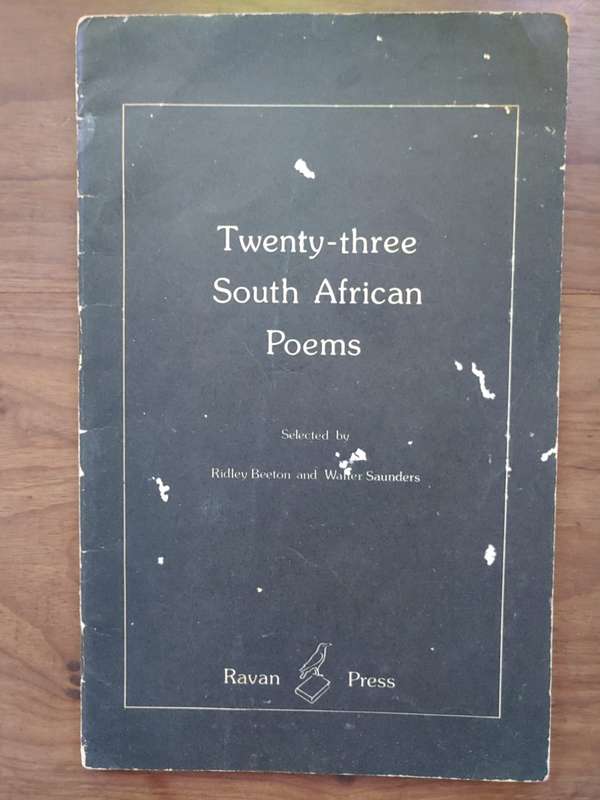 Twenty-three
South African
Poems
Selected by
Ridley Beeton and Walter Saunders
Ravan Press